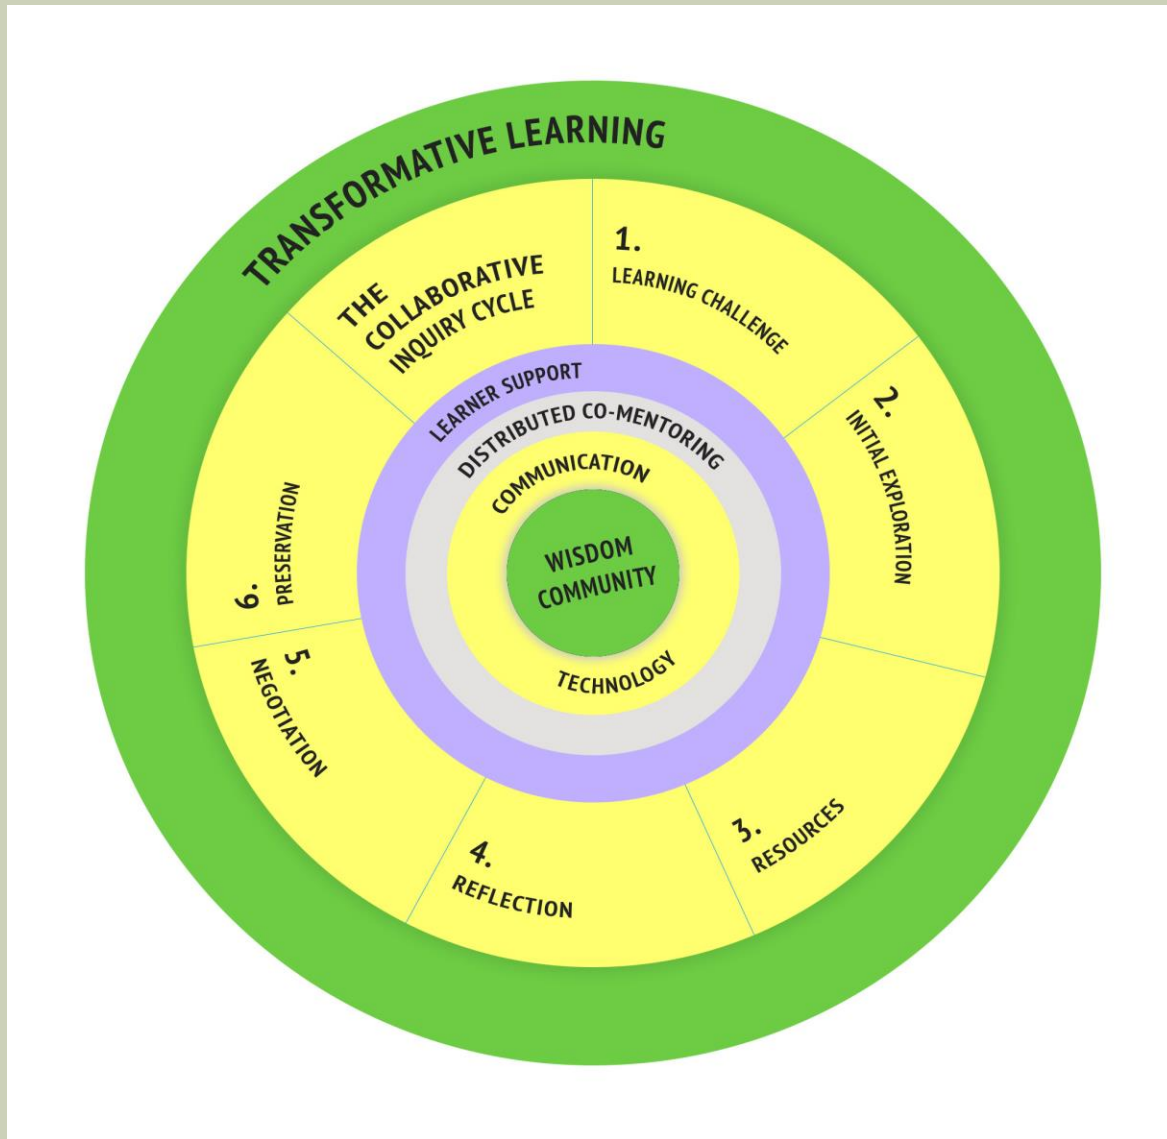 TRANSFORMATIVE LEARNING
THE
COLLABORATIVE
INQUIRY CYCLE
1.
LEARNING CHALLENGE
2.
INITIAL EXPLORATION
3.
RESOURCES
4.
REFLECTION
5.
NEGOTIATION
6.
PRESERVATION
LEARNER SUPPORT
DISTRIBUTED CO-MENTORING
COMMUNICATION
WISDOM
COMMUNITY
TECHNOLOGY